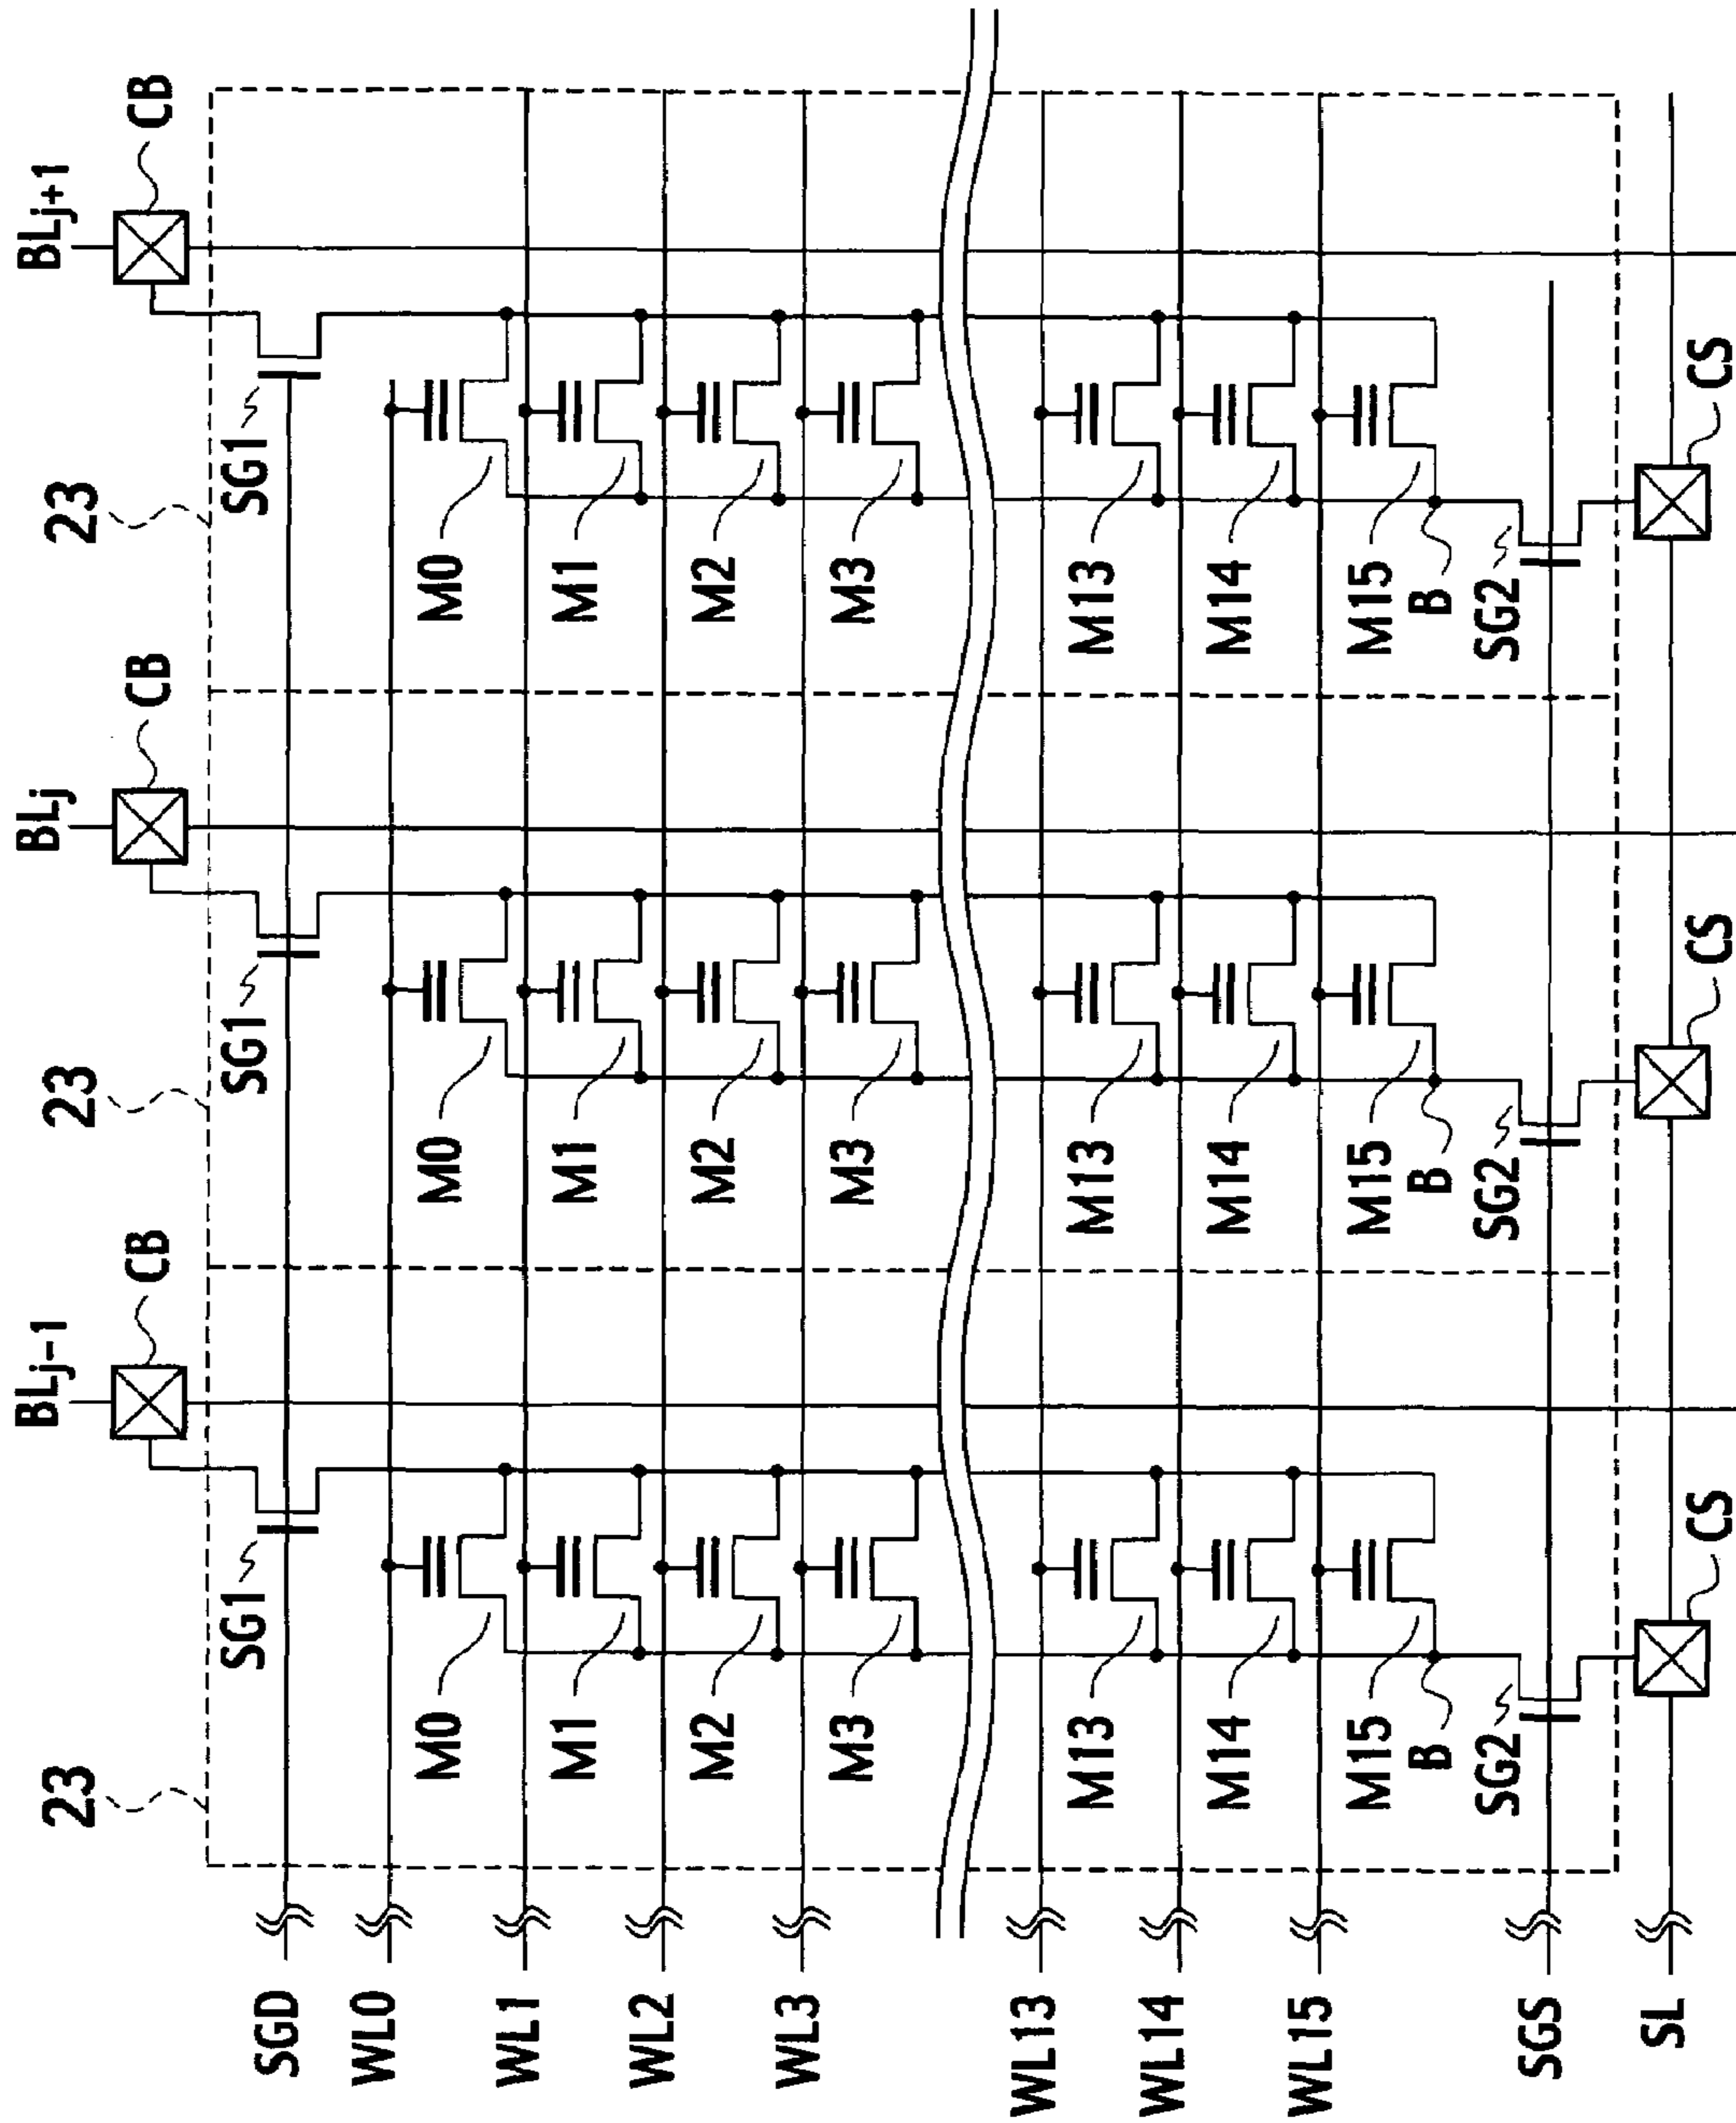 BLj-1 BLj BLj+1
23 23 23
CB CB CB
SG1 SG1 SG1
SGD
WL0
M0 M0 M0
WL1
M1 M1 M1
WL2
M2 M2 M2
WL3
M3 M3 M3
WL13
M13 M13 M13
WL14
M14 M14 M14
WL15
M15 M15 M15
B B B
SG2 SG2 SG2
SGS
SL
CS CS CS